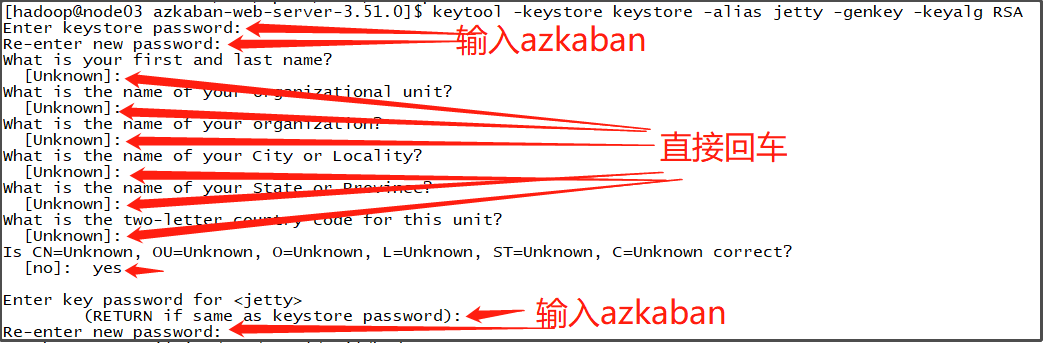 [hadoop@node03 azkaban-web-server-3.51.0]$ keytool -keystore keystore -alias jetty -genkey -keyalg RSA
Enter keystore password:
Re-enter new password:
输入azkaban
What is your first and last name?
[Unknown]:
What is the name of your organizational unit?
[Unknown]:
What is the name of your organization?
[Unknown]:
直接回车
What is the name of your City or Locality?
[Unknown]:
What is the name of your State or Province?
[Unknown]:
What is the two-letter country code for this unit?
[Unknown]:
Is CN=Unknown, OU=Unknown, O=Unknown, L=Unknown, ST=Unknown, C=Unknown correct?
[no]: yes
Enter key password for <jetty>
(RETURN if same as keystore password):
输入azkaban
Re-enter new password: